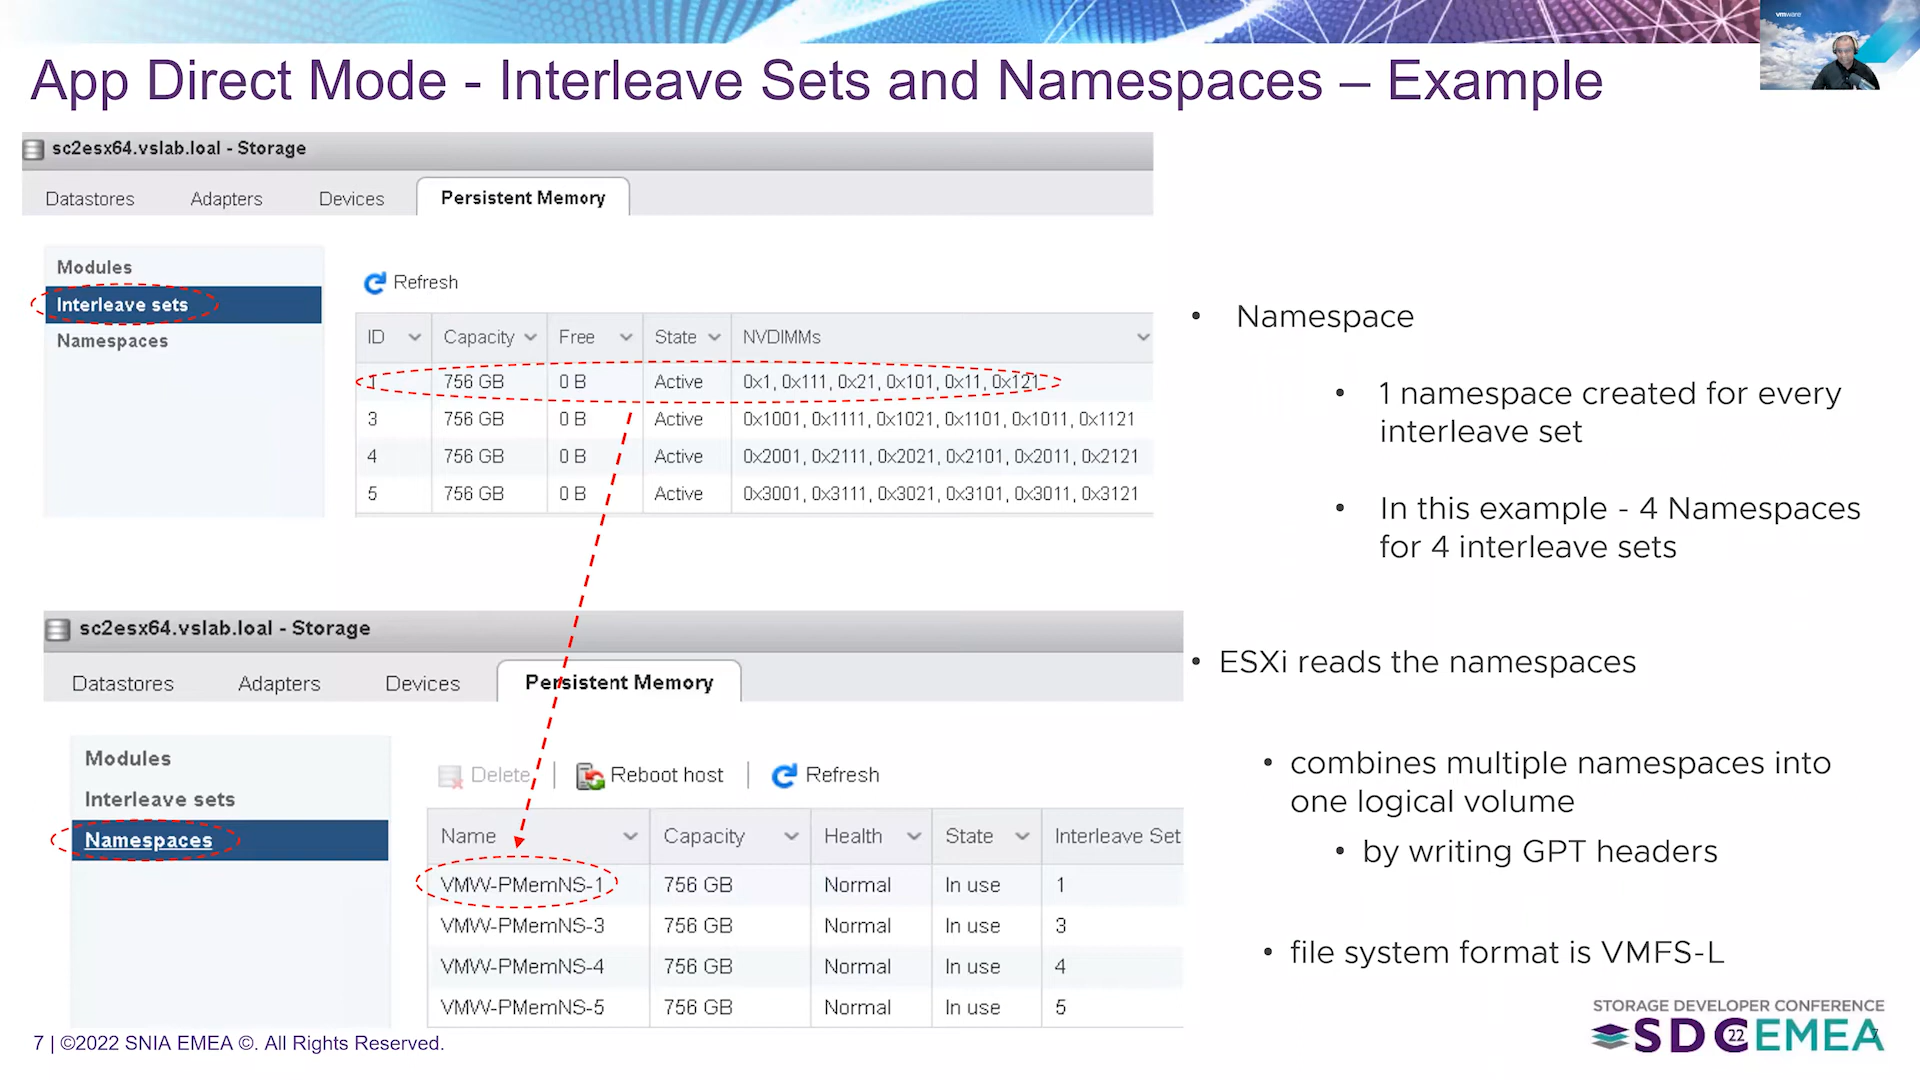 vmware
App Direct Mode - Interleave Sets and Namespaces – Example
sc2esx64.vslab.loal - Storage
Datastores Adapters Devices Persistent Memory
Modules
Interleave sets
Namespaces
Refresh
ID Capacity Free State NVDIMMs
1 756 GB 0 B Active 0x1, 0x111, 0x21, 0x101, 0x11, 0x121
3 756 GB 0 B Active 0x1001, 0x1111, 0x1021, 0x1101, 0x1011, 0x1121
4 756 GB 0 B Active 0x2001, 0x2111, 0x2021, 0x2101, 0x2011, 0x2121
5 756 GB 0 B Active 0x3001, 0x3111, 0x3021, 0x3101, 0x3011, 0x3121
sc2esx64.vslab.loal - Storage
Datastores Adapters Devices Persistent Memory
Modules
Interleave sets
Namespaces
Delete | Reboot host | Refresh
Name Capacity Health State Interleave Set
VMW-PMemNS-1 756 GB Normal In use 1
VMW-PMemNS-3 756 GB Normal In use 3
VMW-PMemNS-4 756 GB Normal In use 4
VMW-PMemNS-5 756 GB Normal In use 5
• Namespace
• 1 namespace created for every
interleave set
• In this example - 4 Namespaces
for 4 interleave sets
• ESXi reads the namespaces
• combines multiple namespaces into
one logical volume
• by writing GPT headers
• file system format is VMFS-L
7 | ©2022 SNIA EMEA ©. All Rights Reserved.
STORAGE DEVELOPER CONFERENCE
SDC 22 EMEA
7